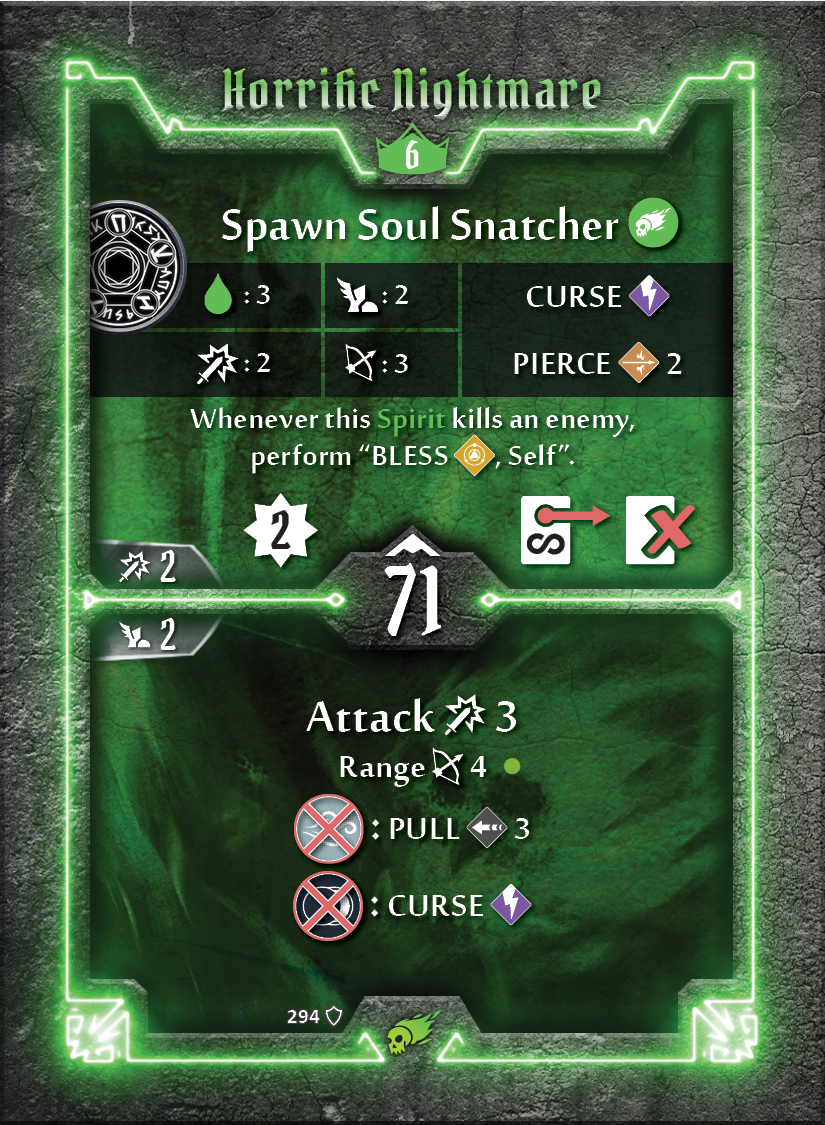 Horrific Nightmare
6
Spawn Soul Snatcher
: 3
: 2
CURSE
: 2
: 3
PIERCE 2
Whenever this Spirit kills an enemy,
perform “BLESS , Self”.
2
S
2
71
2
Attack 3
Range 4
: PULL 3
: CURSE
294